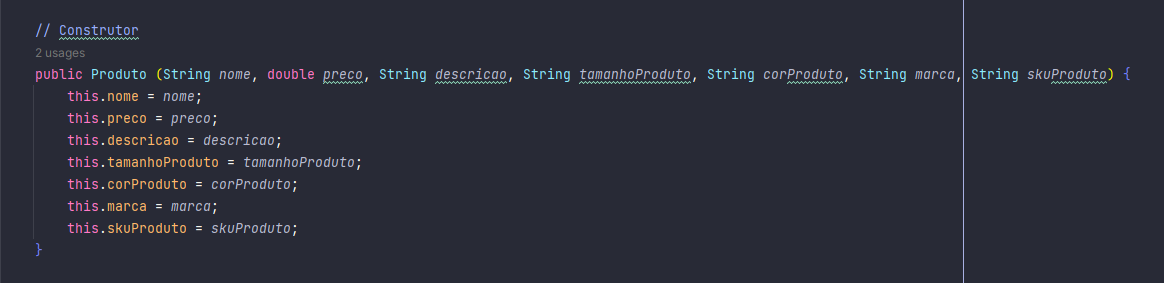 // Construtor
2 usages
public Produto (String nome, double preco, String descricao, String tamanhoProduto, String corProduto, String marca, String skuProduto) {
this.nome = nome;
this.preco = preco;
this.descricao = descricao;
this.tamanhoProduto = tamanhoProduto;
this.corProduto = corProduto;
this.marca = marca;
this.skuProduto = skuProduto;
}